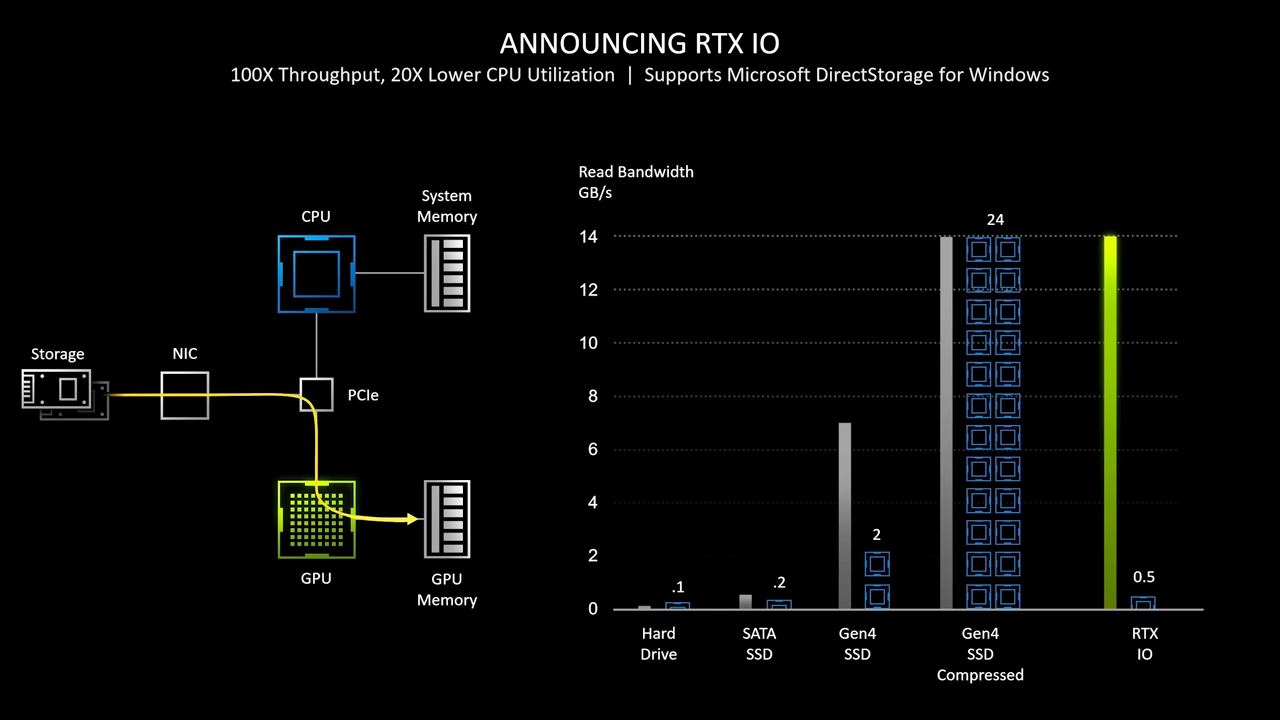 ANNOUNCING RTX IO
100X Throughput, 20X Lower CPU Utilization | Supports Microsoft DirectStorage for Windows
System
Memory
CPU
Storage
NIC
PCIe
GPU
GPU
Memory
Read Bandwidth
GB/s
14
12
10
8
6
4
2
0
.1
.2
2
24
0.5
Hard
Drive
SATA
SSD
Gen4
SSD
Gen4
SSD
Compressed
RTX
IO